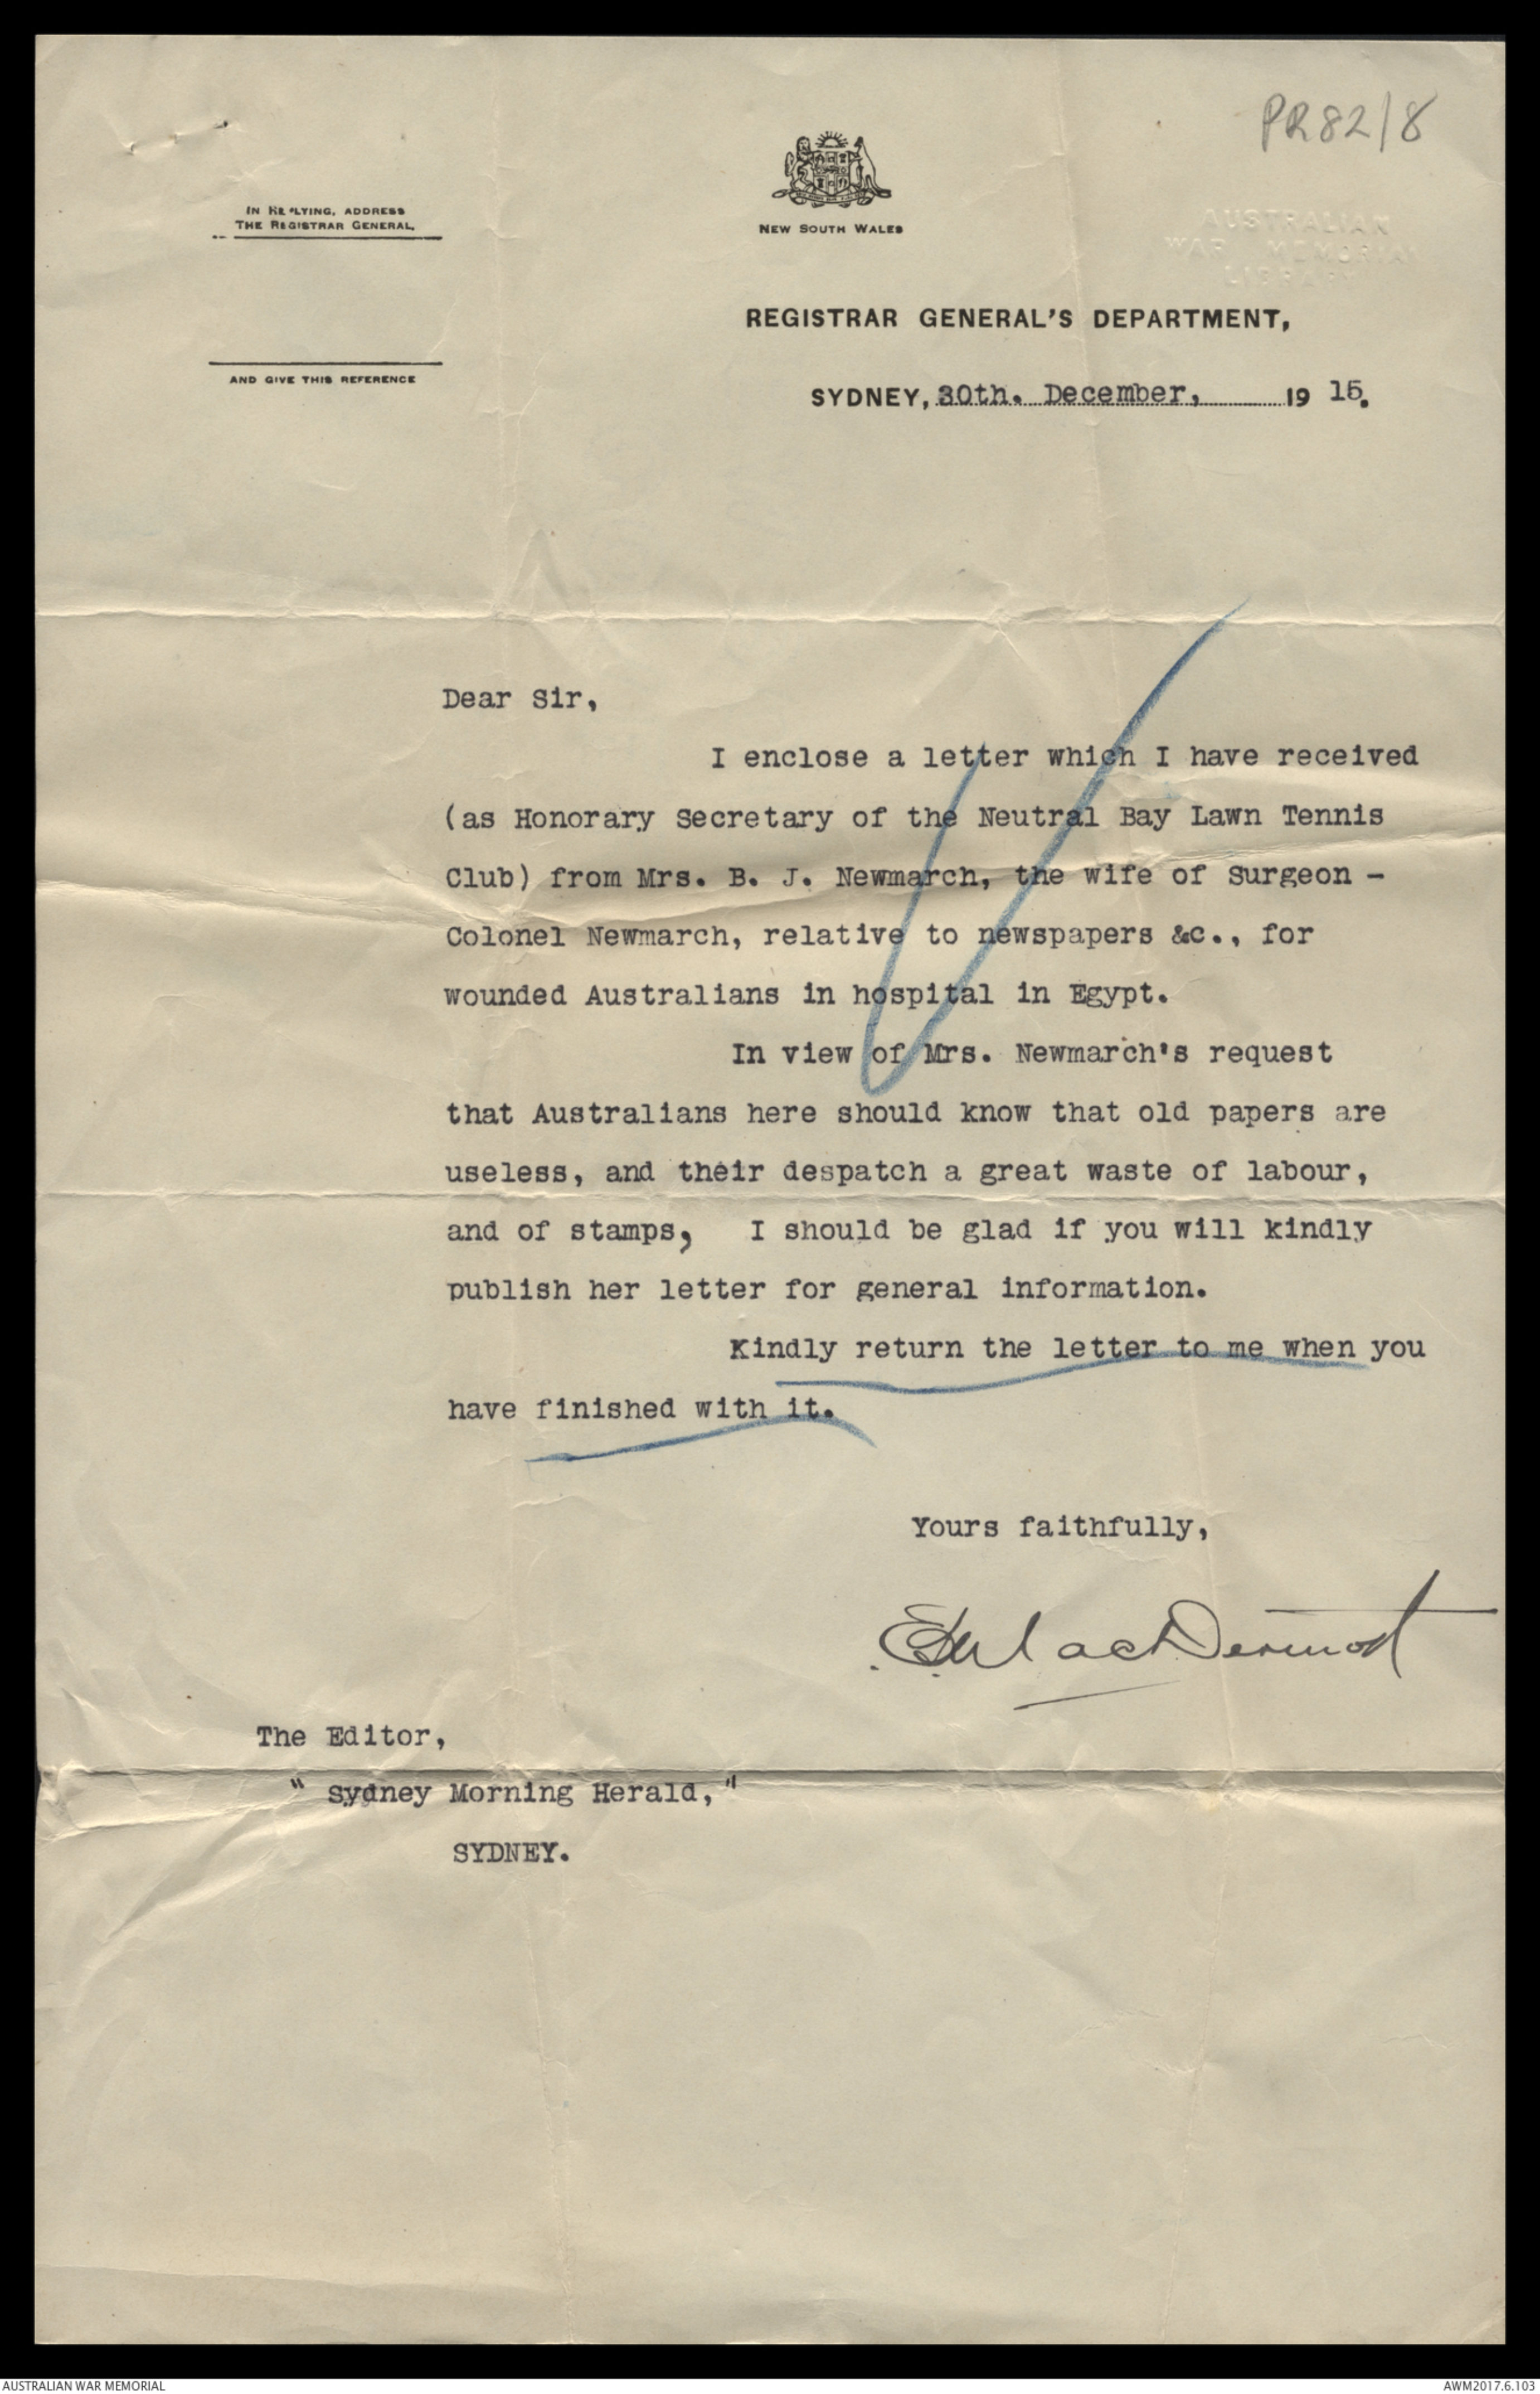 PR82/8
IN REPLYING, ADDRESS
THE REGISTRAR GENERAL,
NEW SOUTH WALES
AUSTRALIAN
WAR MEMORIAL
LIBRARY
REGISTRAR GENERAL'S DEPARTMENT,
AND GIVE THIS REFERENCE
SYDNEY, 30th. December, 19 15.
Dear Sir,
I enclose a letter which I have received
(as Honorary Secretary of the Neutral Bay Lawn Tennis
Club) from Mrs. B. J. Newmarch, the wife of Surgeon -
Colonel Newmarch, relative to newspapers &c., for
wounded Australians in hospital in Egypt.
In view of Mrs. Newmarch's request
that Australians here should know that old papers are
useless, and their despatch a great waste of labour,
and of stamps, I should be glad if you will kindly
publish her letter for general information.
Kindly return the letter to me when you
have finished with it.
Yours faithfully,
MacDermot
The Editor,
" Sydney Morning Herald,"
SYDNEY.
AUSTRALIAN WAR MEMORIAL
AWM2017.6.103